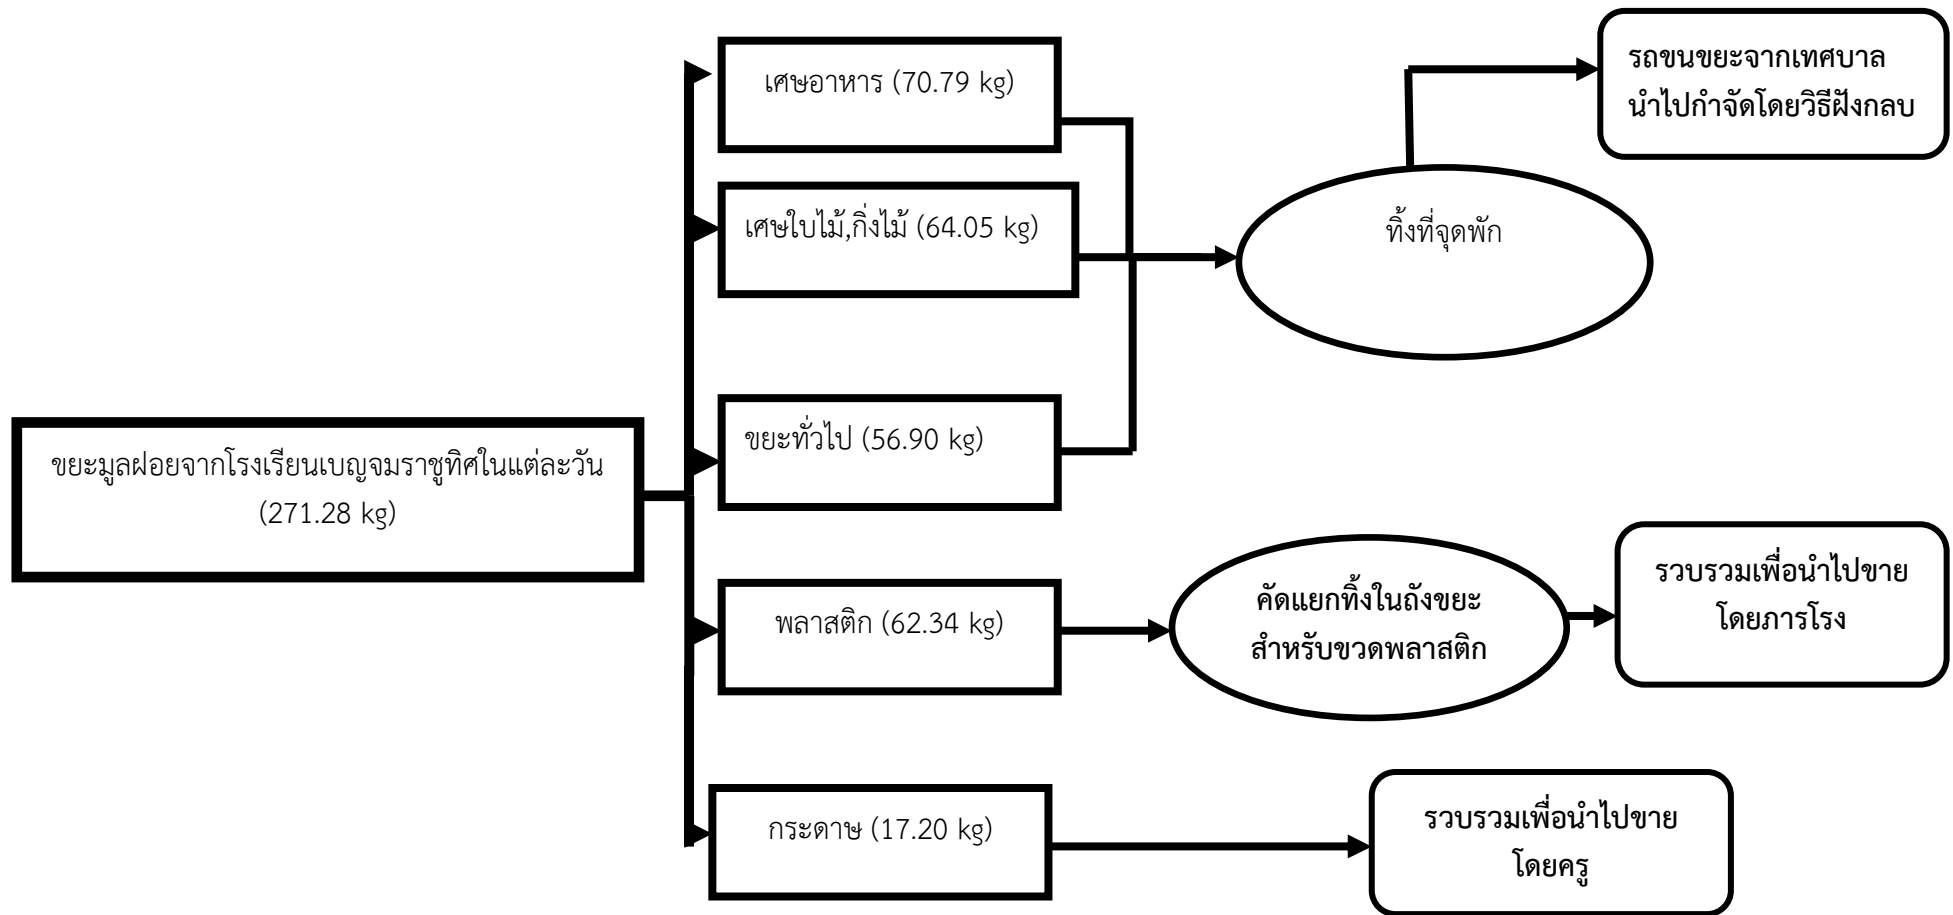 เศษอาหาร (70.79 kg)
รถขนขยะจากเทศบาล
นำไปกำจัดโดยวิธีฝังกลบ
เศษใบไม้,กิ่งไม้ (64.05 kg)
ทิ้งที่จุดพัก
ขยะทั่วไป (56.90 kg)
ขยะมูลฝอยจากโรงเรียนเบญจมราชูทิศในแต่ละวัน
(271.28 kg)
พลาสติก (62.34 kg)
คัดแยกทิ้งในถังขยะ
สำหรับขวดพลาสติก
รวบรวมเพื่อนำไปขาย
โดยภารโรง
กระดาษ (17.20 kg)
รวบรวมเพื่อนำไปขาย
โดยครู